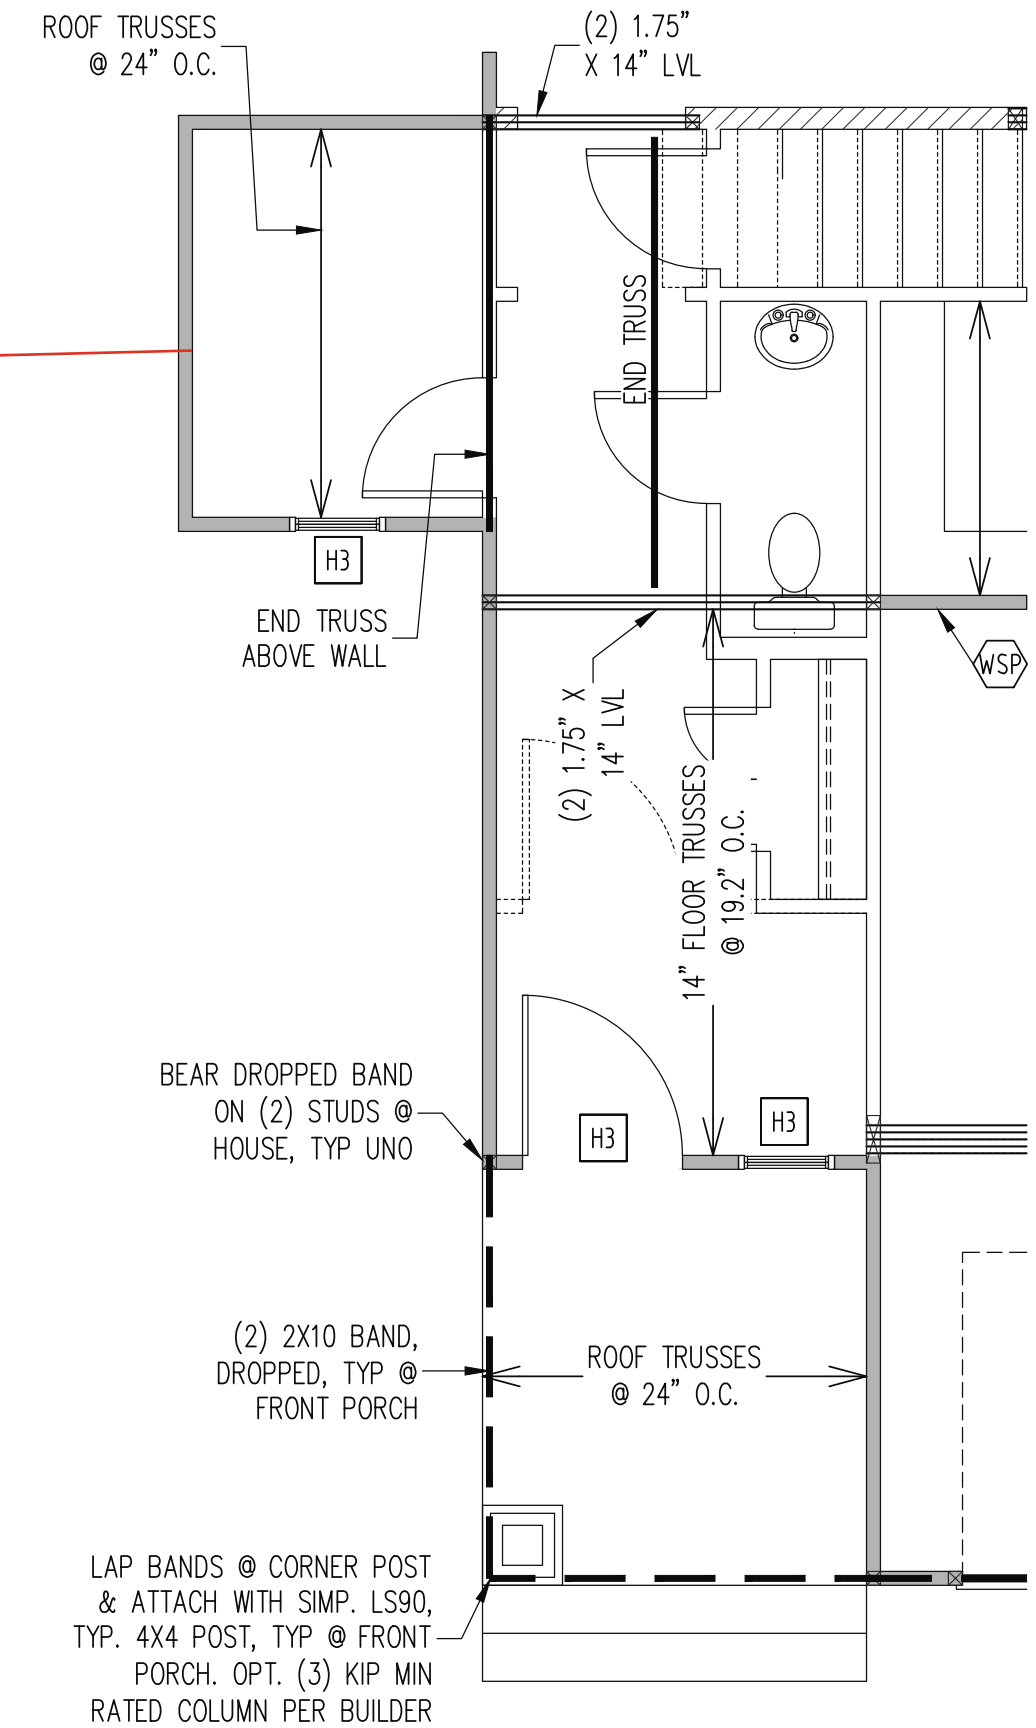 ROOF TRUSSES
@ 24” O.C.
(2) 1.75”
X 14” LVL
END TRUSS
H3
END TRUSS
ABOVE WALL
WSP
(2) 1.75” X
14” LVL
14” FLOOR TRUSSES
@ 19.2” O.C.
BEAR DROPPED BAND
ON (2) STUDS @
HOUSE, TYP UNO
H3
H3
(2) 2X10 BAND,
DROPPED, TYP @
FRONT PORCH
ROOF TRUSSES
@ 24” O.C.
LAP BANDS @ CORNER POST
& ATTACH WITH SIMP. LS90,
TYP. 4X4 POST, TYP @ FRONT
PORCH. OPT. (3) KIP MIN
RATED COLUMN PER BUILDER